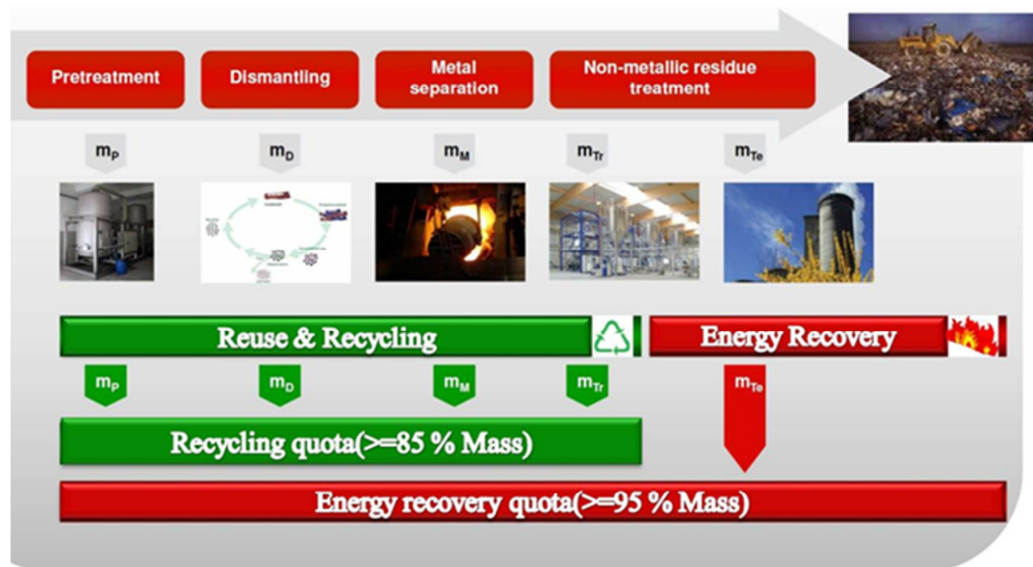 Pretreatment
Dismantling
Metal
separation
Non-metallic residue
treatment
mP
mD
mM
mTr
mTe
Reuse & Recycling
Energy Recovery
mP
mD
mM
mTr
mTe
Recycling quota(>=85 % Mass)
Energy recovery quota(>=95 % Mass)